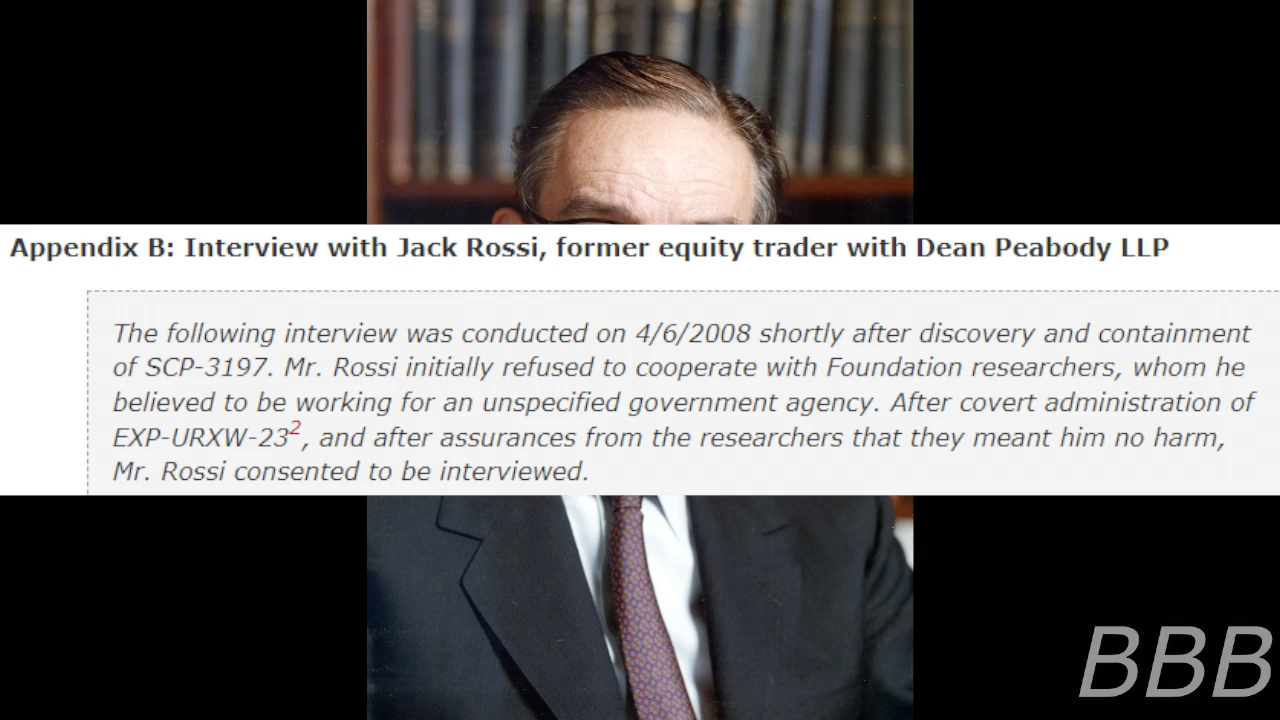 Appendix B: Interview with Jack Rossi, former equity trader with Dean Peabody LLP
The following interview was conducted on 4/6/2008 shortly after discovery and containment
of SCP-3197. Mr. Rossi initially refused to cooperate with Foundation researchers, whom he
believed to be working for an unspecified government agency. After covert administration of
EXP-URXW-23², and after assurances from the researchers that they meant him no harm,
Mr. Rossi consented to be interviewed.
BBB